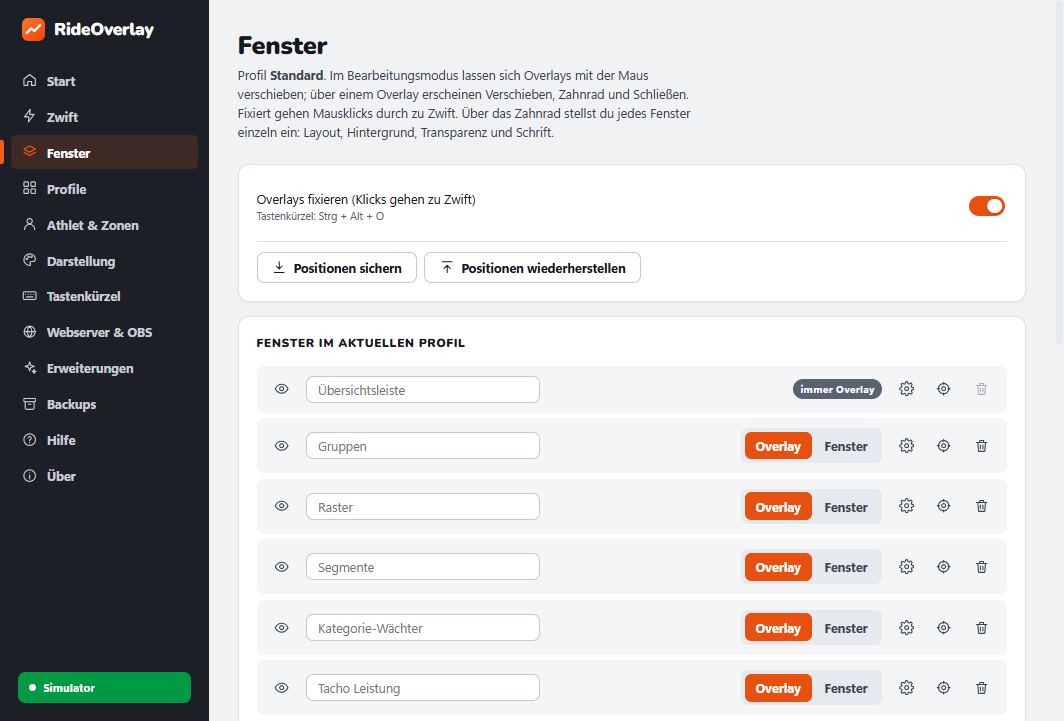 RideOverlay
Start
Zwift
Fenster
Profile
Athlet & Zonen
Darstellung
Tastenkürzel
Webserver & OBS
Erweiterungen
Backups
Hilfe
Über
Simulator
Fenster
Profil Standard. Im Bearbeitungsmodus lassen sich Overlays mit der Maus
verschieben; über einem Overlay erscheinen Verschieben, Zahnrad und Schließen.
Fixiert gehen Mausklicks durch zu Zwift. Über das Zahnrad stellst du jedes Fenster
einzeln ein: Layout, Hintergrund, Transparenz und Schrift.
Overlays fixieren (Klicks gehen zu Zwift)
Tastenkürzel: Strg + Alt + O
Positionen sichern Positionen wiederherstellen
FENSTER IM AKTUELLEN PROFIL
Übersichtsleiste immer Overlay
Gruppen Overlay Fenster
Raster Overlay Fenster
Segmente Overlay Fenster
Kategorie-Wächter Overlay Fenster
Tacho Leistung Overlay Fenster